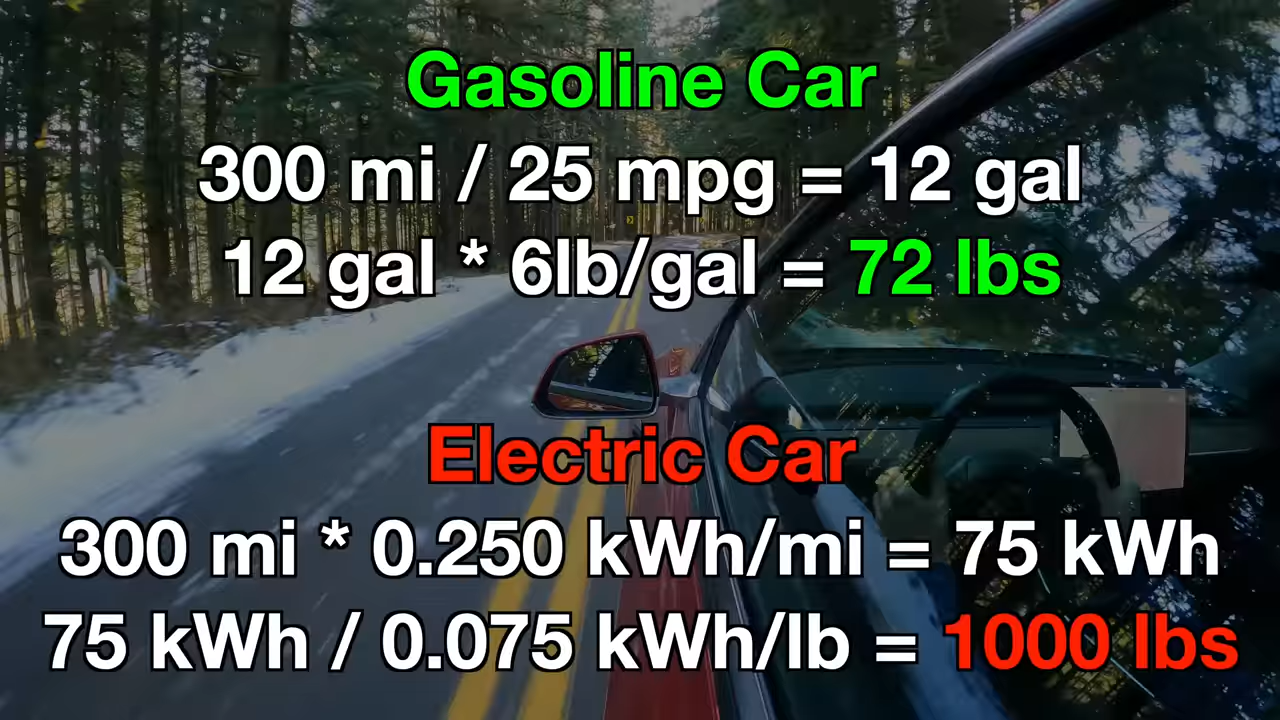 Gasoline Car
300 mi / 25 mpg = 12 gal
12 gal * 6lb/gal = 72 lbs
Electric Car
300 mi * 0.250 kWh/mi = 75 kWh
75 kWh / 0.075 kWh/lb = 1000 lbs